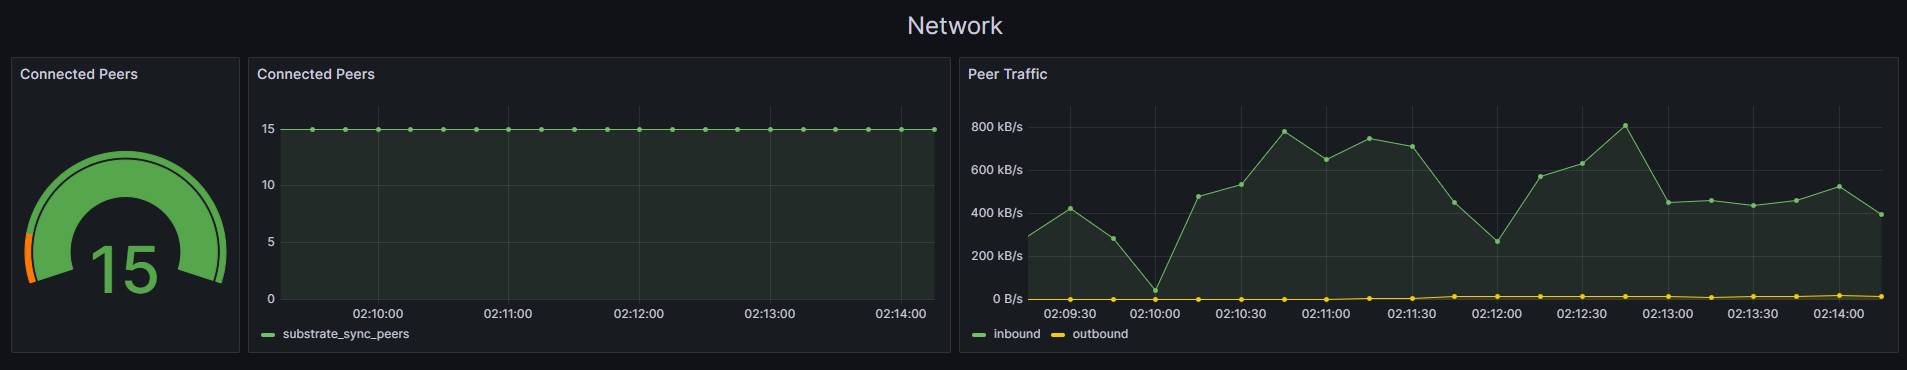 Network
Connected Peers
15
Connected Peers
15
10
5
0
02:10:00 02:11:00 02:12:00 02:13:00 02:14:00
substrate_sync_peers
Peer Traffic
800 kB/s
600 kB/s
400 kB/s
200 kB/s
0 B/s
02:09:30 02:10:00 02:10:30 02:11:00 02:11:30 02:12:00 02:12:30 02:13:00 02:13:30 02:14:00
inbound outbound